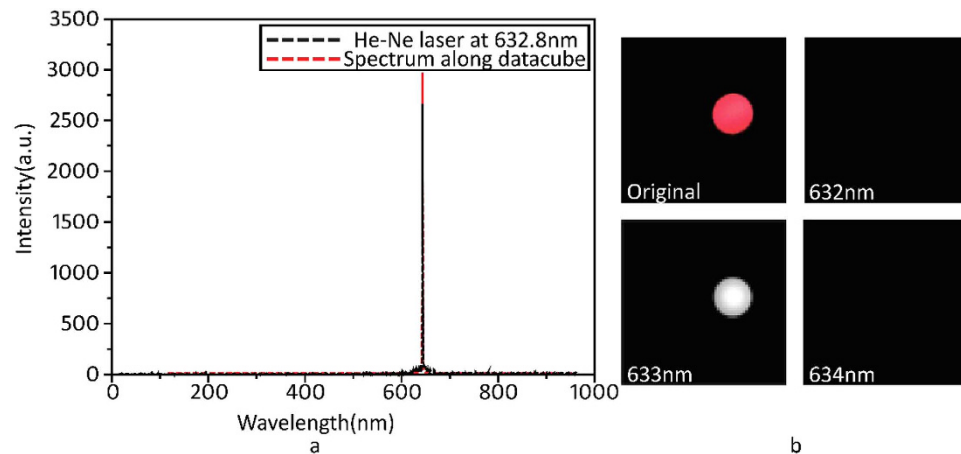 3500
3000
2500
2000
1500
1000
500
0
Intensity(a.u.)
He-Ne laser at 632.8nm
Spectrum along datacube
0 200 400 600 800 1000
Wavelength(nm)
a
Original
632nm
633nm
634nm
b